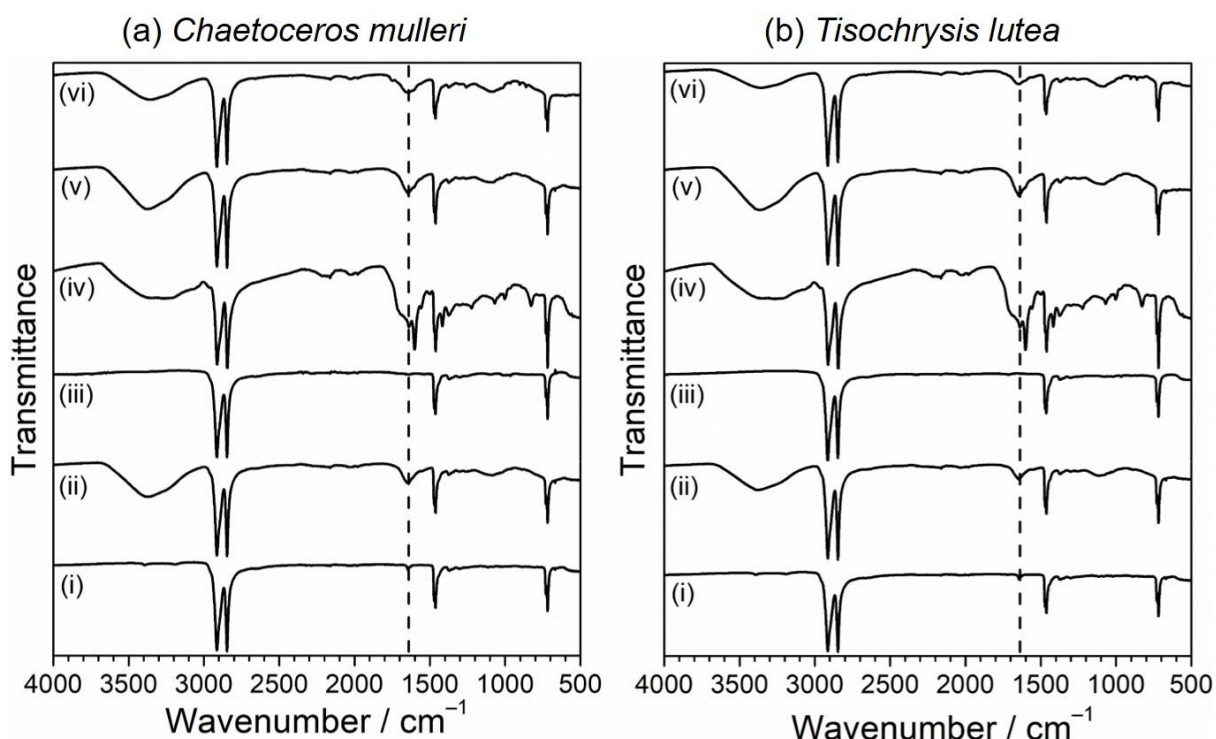 (a) Chaetoceros mulleri
(vi)
(v)
(iv)
(iii)
(ii)
(i)
Transmittance
4000 3500 3000 2500 2000 1500 1000 500
Wavenumber / cm⁻¹
(b) Tisochrysis lutea
(vi)
(v)
(iv)
(iii)
(ii)
(i)
Transmittance
4000 3500 3000 2500 2000 1500 1000 500
Wavenumber / cm⁻¹